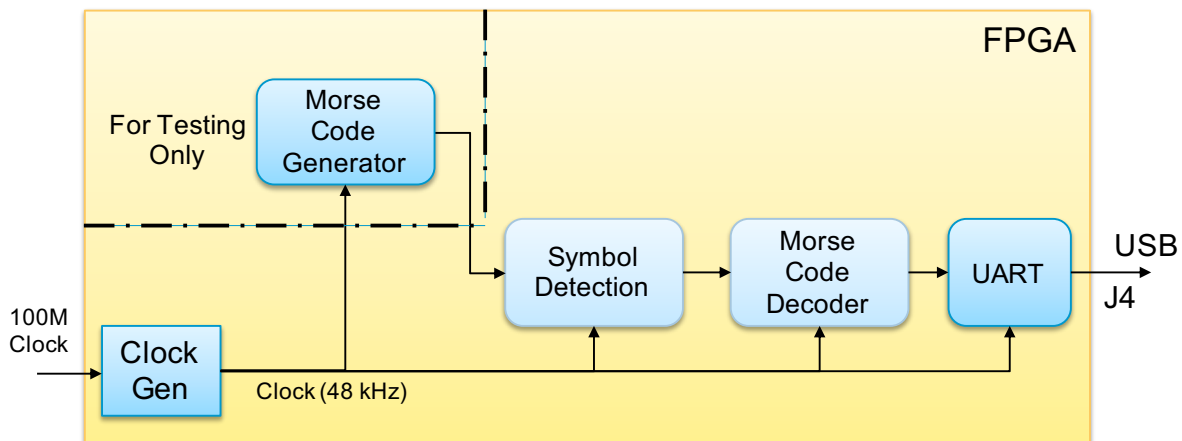 FPGA
For Testing
Only
Morse
Code
Generator
Symbol
Detection
Morse
Code
Decoder
UART
USB
J4
100M
Clock
Clock
Gen
Clock (48 kHz)